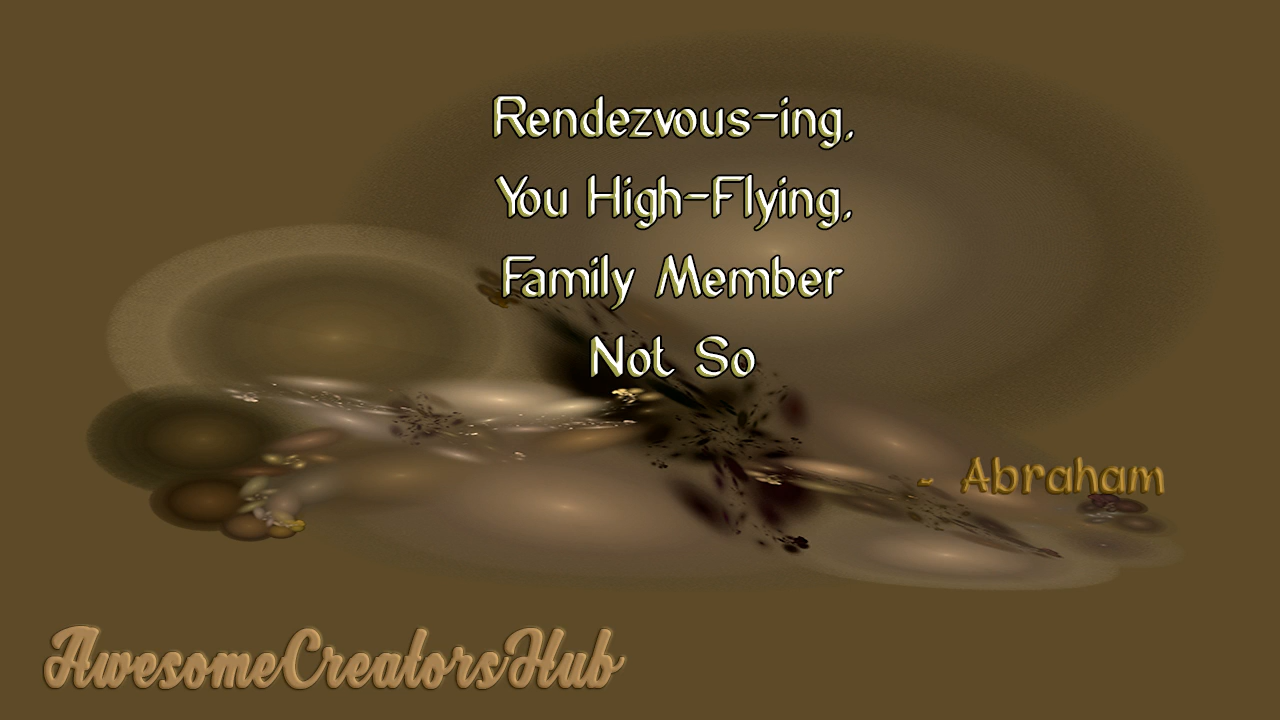 Rendezvous-ing,
You High-Flying,
Family Member
Not So
- Abraham
AwesomeCreatorsHub